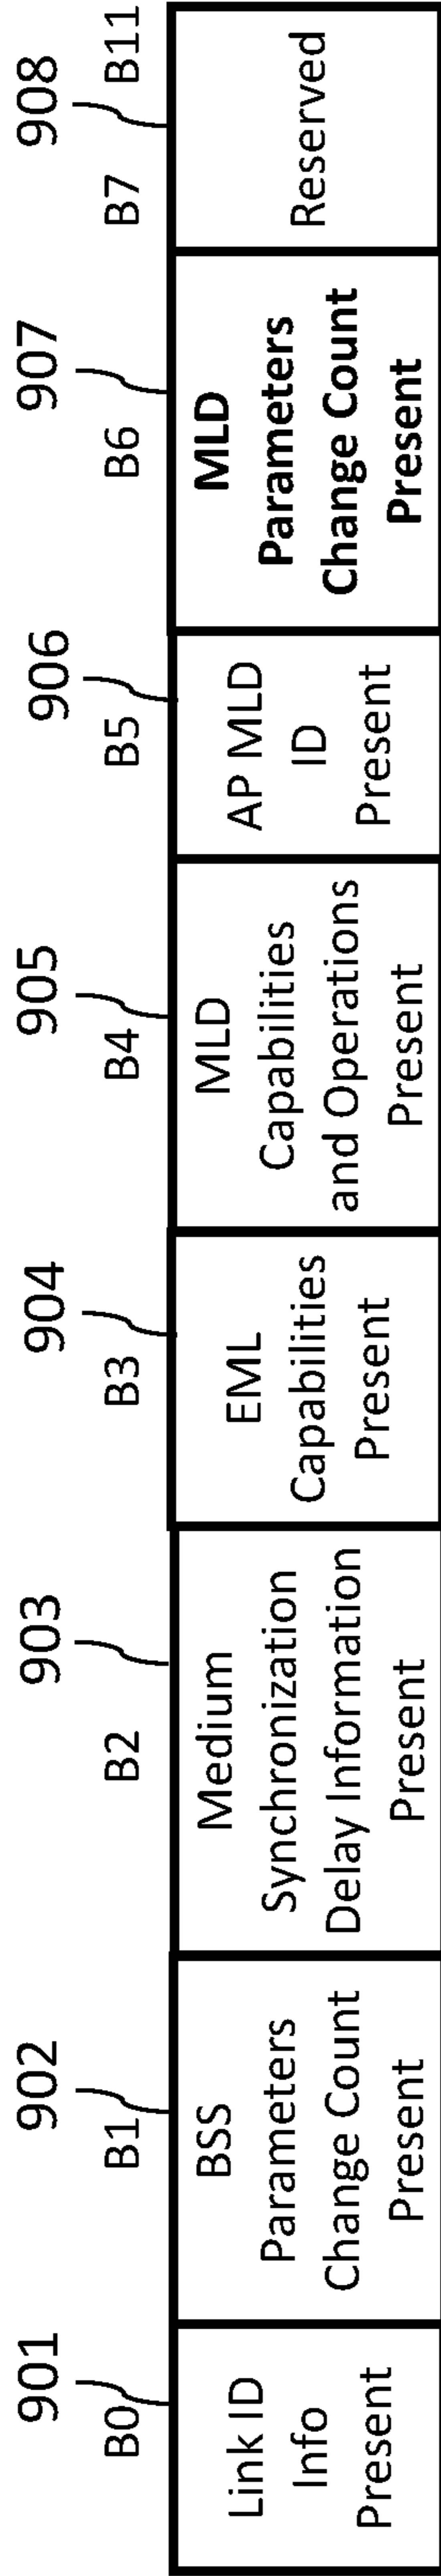 901 902 903 904 905 906 907 908
B0 B1 B2 B3 B4 B5 B6 B7 B11
Link ID
Info
Present
BSS
Parameters
Change Count
Present
Medium
Synchronization
Delay Information
Present
EML
Capabilities
Present
MLD
Capabilities
and Operations
Present
AP MLD
ID
Present
MLD
Parameters
Change Count
Present
Reserved